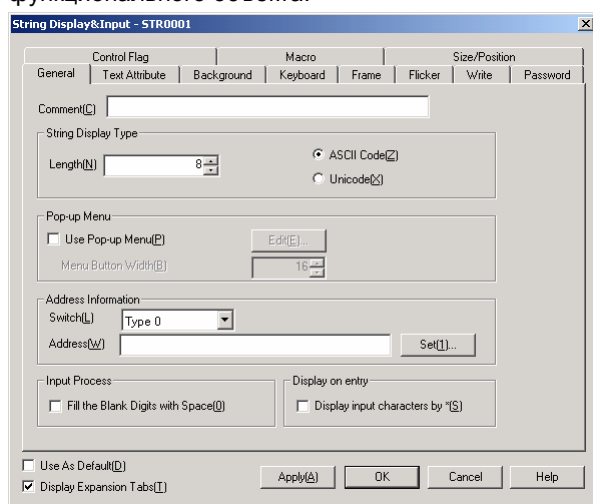 функционального объекта.
String Display&Input - STR0001
Control Flag Macro Size/Position
General Text Attribute Background Keyboard Frame Flicker Write Password
Comment(C)
String Display Type
Length(N) 8 ASCII Code(Z)
Unicode(X)
Pop-up Menu
Use Pop-up Menu(P) Edit(E)...
Menu Button Width(B) 16
Address Information
Switch(L) Type 0
Address(W) Set(1)...
Input Process Display on entry
Fill the Blank Digits with Space(0) Display input characters by *(S)
Use As Default(D)
Display Expansion Tabs(T) Apply(A) OK Cancel Help